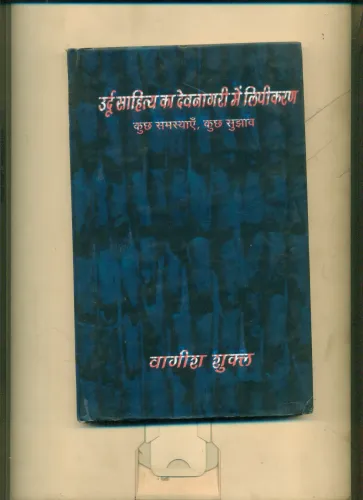 उर्दू साहित्य का देवनागरी में लिपीकरण
कुछ समस्याएँ, कुछ सुझाव
वागीश शुक्ल